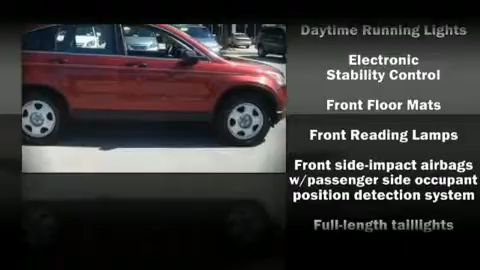 Daytime Running Lights
Electronic
Stability Control
Front Floor Mats
Front Reading Lamps
Front side-impact airbags
w/passenger side occupant
position detection system
Full-length taillights